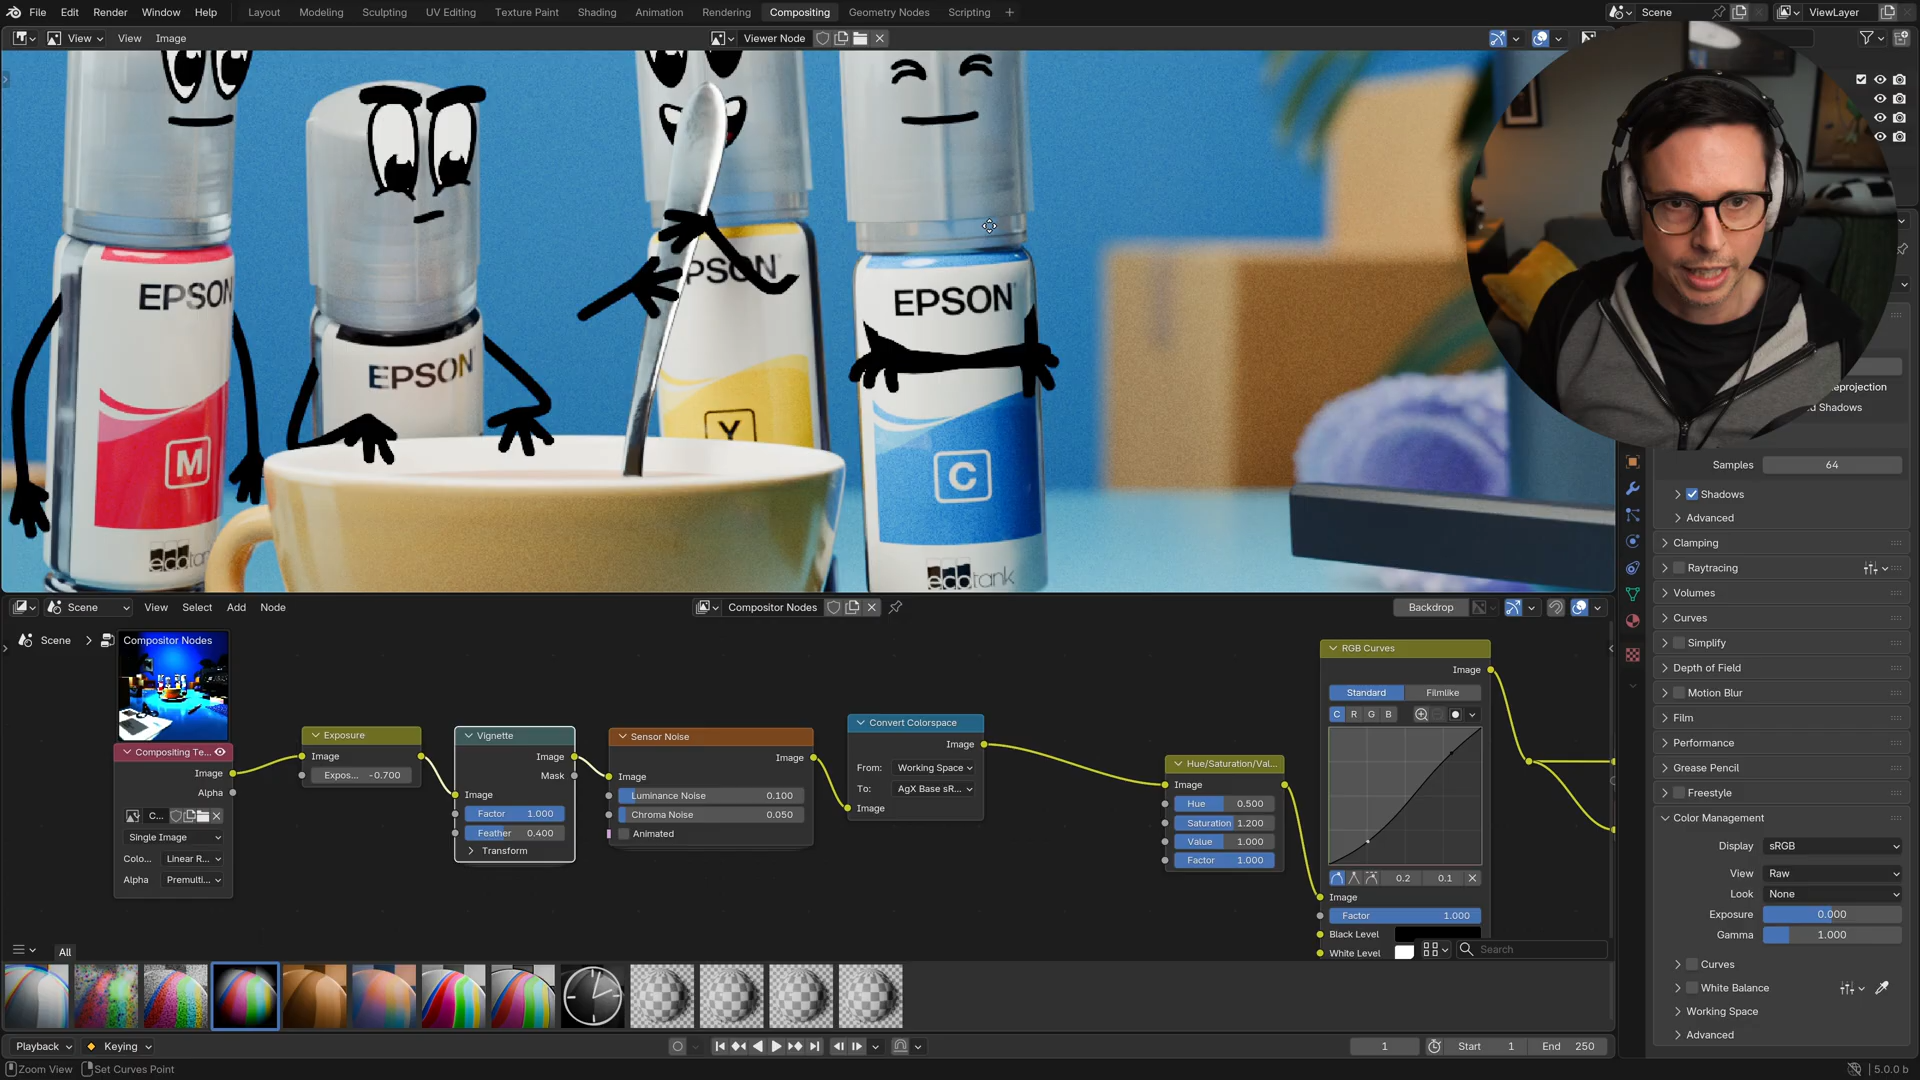 File Edit Render Window Help Layout Modeling Sculpting UV Editing Texture Paint Shading Animation Rendering Compositing Geometry Nodes Scripting + Scene ViewLayer
View View Image Viewer Node
EPSON
EPSON
EPSON
EPSON
M
Y
C
ecotank
eprojection
d Shadows
Samples 64
Shadows
Advanced
Clamping
Raytracing
Volumes
Curves
Simplify
Depth of Field
Motion Blur
Film
Performance
Grease Pencil
Freestyle
Color Management
Display sRGB
View Raw
Look None
Exposure 0.000
Gamma 1.000
Curves
White Balance
Working Space
Advanced
Scene View Select Add Node Compositor Nodes Backdrop
Scene Compositor Nodes
Compositing Te...
Image
Alpha
C...
Single Image
Colo... Linear R...
Alpha Premulti...
Exposure
Image
Expos... -0.700
Vignette
Image
Mask
Image
Factor 1.000
Feather 0.400
Transform
Sensor Noise
Image
Image
Luminance Noise 0.100
Chroma Noise 0.050
Animated
Convert Colorspace
Image
From: Working Space
To: AgX Base sR...
Image
Hue/Saturation/Val...
Image
Hue 0.500
Saturation 1.200
Value 1.000
Factor 1.000
RGB Curves
Image
Standard Filmlike
C R G B
0.2 0.1
Image
Factor 1.000
Black Level
White Level
All
Search
Playback Keying 1 Start 1 End 250
Zoom View Set Curves Point 5.0.0 b